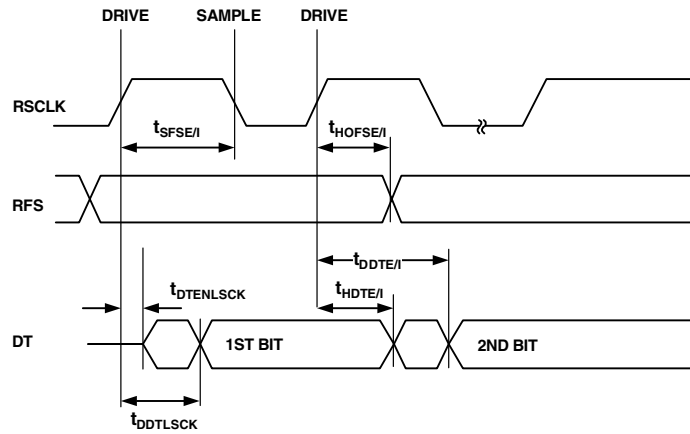 DRIVE SAMPLE DRIVE
RSCLK
tSFSE/I tHOFSE/I
RFS
tDDTE/I
tDTENLSCK tHDTE/I
DT 1ST BIT 2ND BIT
tDDTLSCK